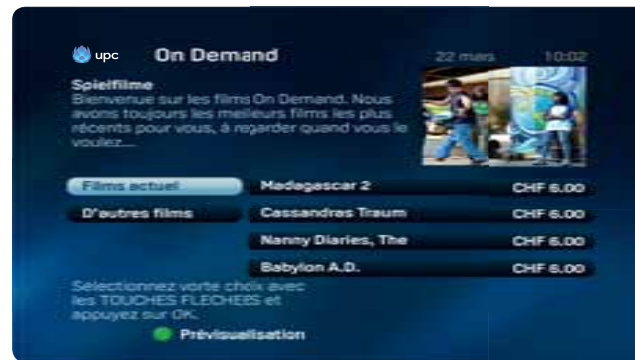 upc On Demand 22 mars 10:02
Spielfilme
Bienvenue sur les films On Demand. Nous
avons toujours les meilleurs films les plus
récents pour vous, à regarder quand vous le
voulez...
Films actuel Madagascar 2 CHF 6.00
D'autres films Cassandras Traum CHF 6.00
Nanny Diaries, The CHF 6.00
Babylon A.D. CHF 6.00
Sélectionnez vorte choix avec
les TOUCHES FLECHEES et
appuyez sur OK.
Prévisualisation